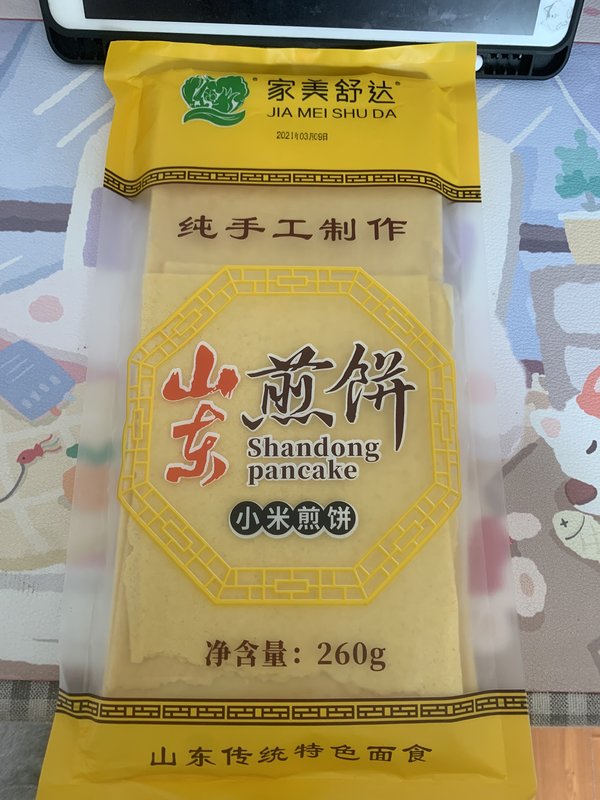 家美舒达
JIA MEI SHU DA
2021年03月09日
纯手工制作
山东煎饼
Shandong
pancake
小米煎饼
净含量：260g
山东传统特色面食